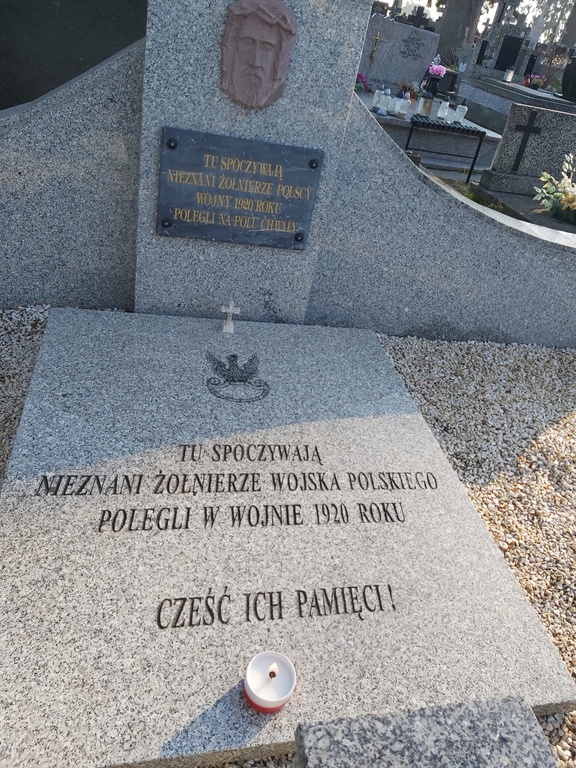 TU SPOCZYWAJĄ
NIEZNANI ŻOŁNIERZE POLSCY
WOJNY 1920 ROKU
POLEGLI NA POLU CHWAŁY
TU SPOCZYWAJĄ
NIEZNANI ŻOŁNIERZE WOJSKA POLSKIEGO
POLEGLI W WOJNIE 1920 ROKU
CZEŚĆ ICH PAMIĘCI!